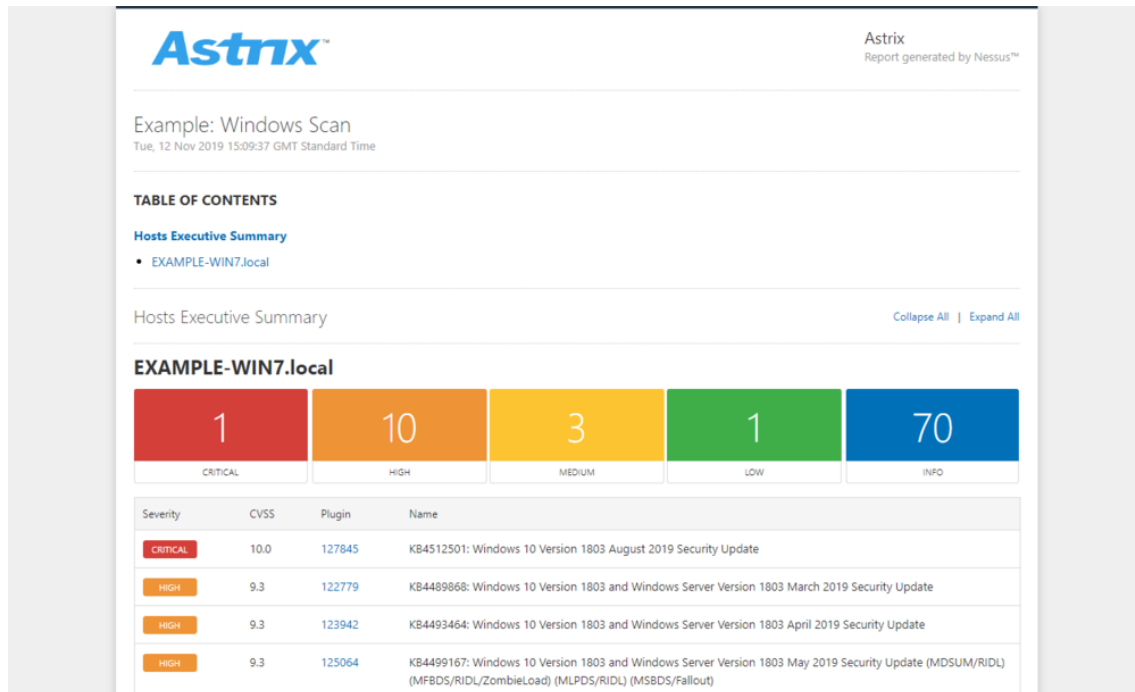 Astrix™
Astrix
Report generated by Nessus™
Example: Windows Scan
Tue, 12 Nov 2019 15:09:37 GMT Standard Time
TABLE OF CONTENTS
Hosts Executive Summary
• EXAMPLE-WIN7.local
Hosts Executive Summary
Collapse All | Expand All
EXAMPLE-WIN7.local
1 10 3 1 70
CRITICAL HIGH MEDIUM LOW INFO
Severity CVSS Plugin Name
CRITICAL 10.0 127845 KB4512501: Windows 10 Version 1803 August 2019 Security Update
HIGH 9.3 122779 KB4489868: Windows 10 Version 1803 and Windows Server Version 1803 March 2019 Security Update
HIGH 9.3 123942 KB4493464: Windows 10 Version 1803 and Windows Server Version 1803 April 2019 Security Update
HIGH 9.3 125064 KB4499167: Windows 10 Version 1803 and Windows Server Version 1803 May 2019 Security Update (MDSUM/RIDL)
(MFBDS/RIDL/ZombieLoad) (MLPDS/RIDL) (MSBDS/Fallout)